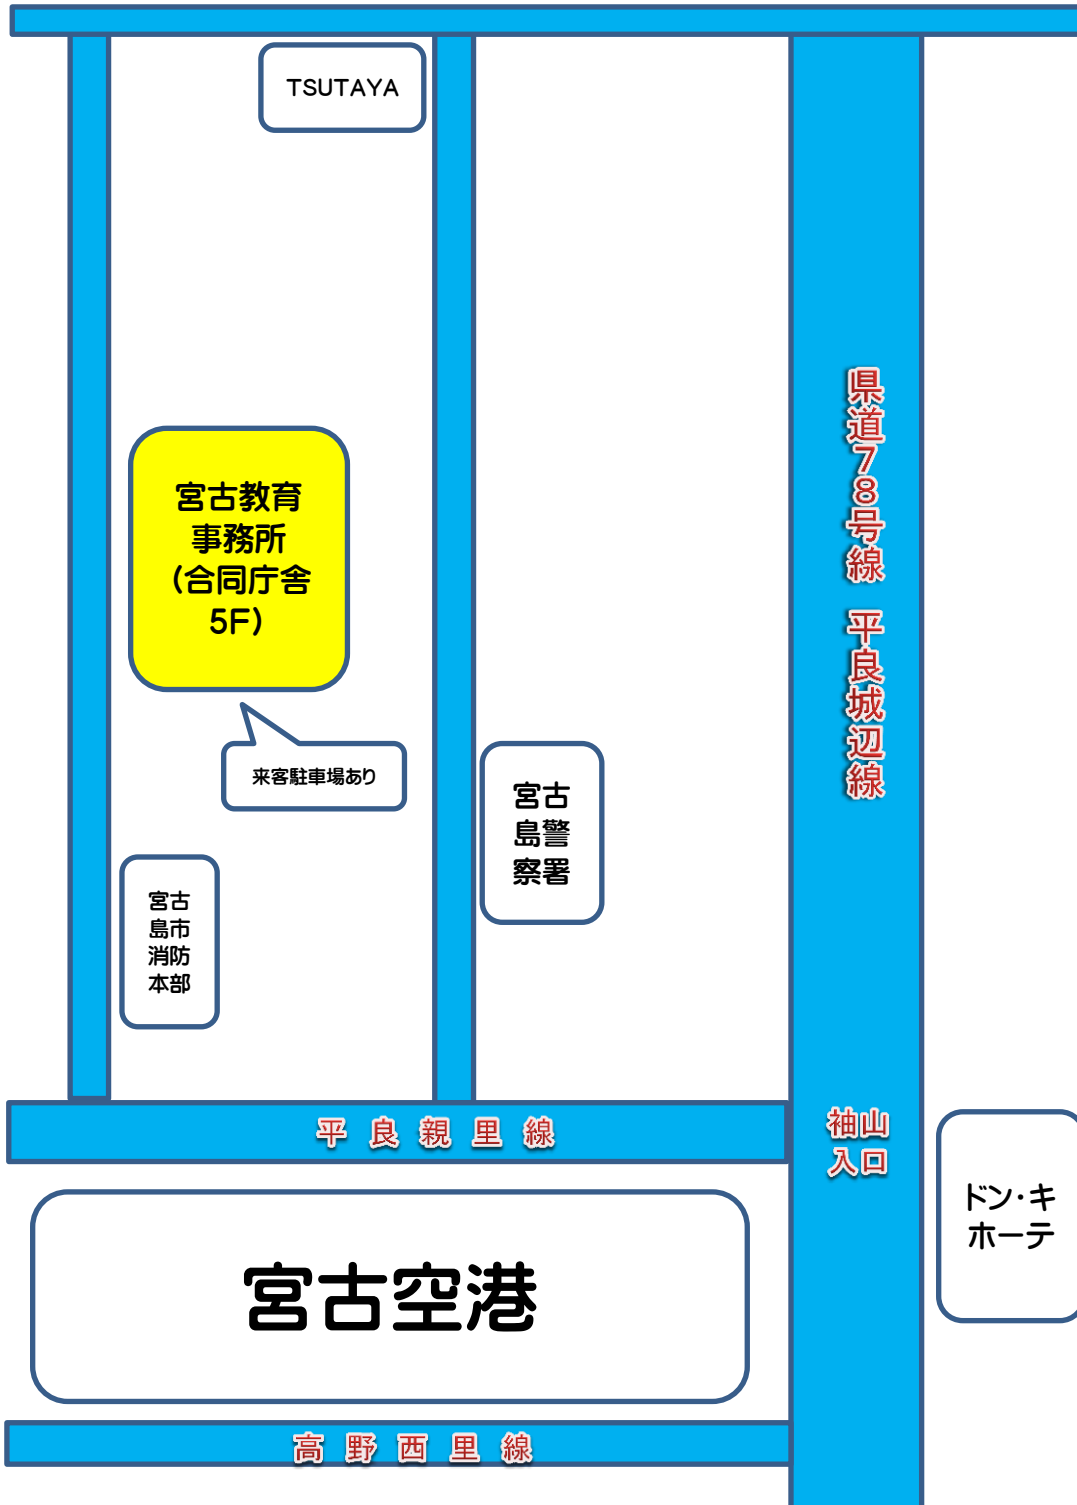 TSUTAYA
県道78号線　平良城辺線
宮古教育
事務所
(合同庁舎
5F)
来客駐車場あり
宮古
島警
察署
宮古
島市
消防
本部
平良親里線
袖山
入口
ドン・キ
ホーテ
宮古空港
高野西里線